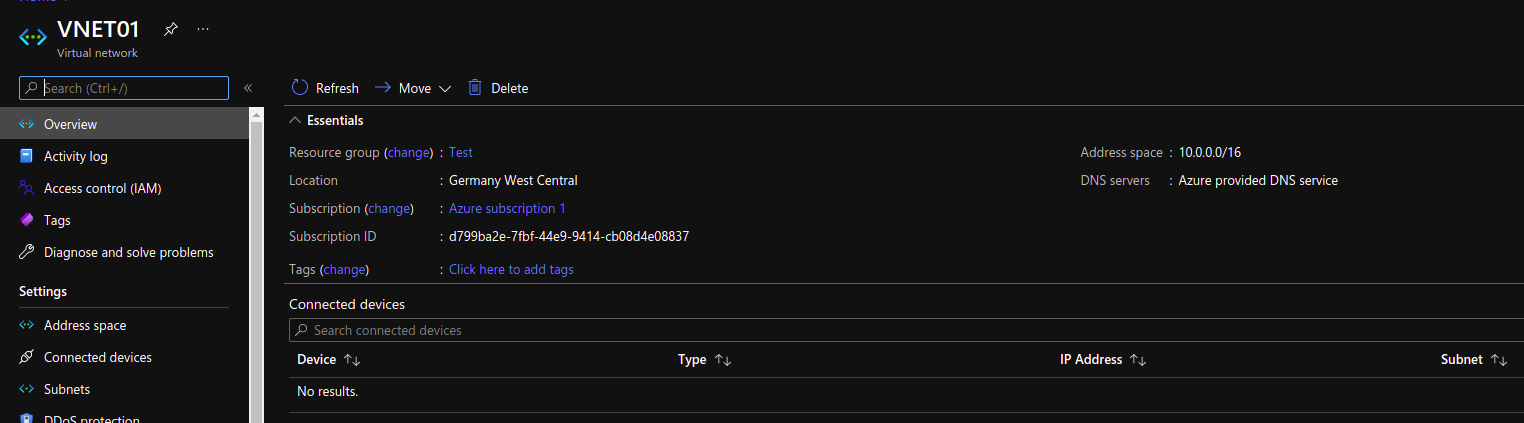 VNET01
Virtual network
Search (Ctrl+/)
Overview
Activity log
Access control (IAM)
Tags
Diagnose and solve problems
Settings
Address space
Connected devices
Subnets
DDoS protection
Refresh Move Delete
Essentials
Resource group (change) : Test
Location : Germany West Central
Subscription (change) : Azure subscription 1
Subscription ID : d799ba2e-7fbf-44e9-9414-cb08d4e08837
Tags (change) : Click here to add tags
Address space : 10.0.0.0/16
DNS servers : Azure provided DNS service
Connected devices
Search connected devices
Device Type IP Address Subnet
No results.